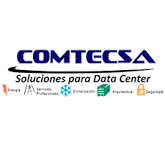 COMTECSA
Soluciones para Data Center
Energía Servicios Profesionales Climatización Arquitectura Seguridad